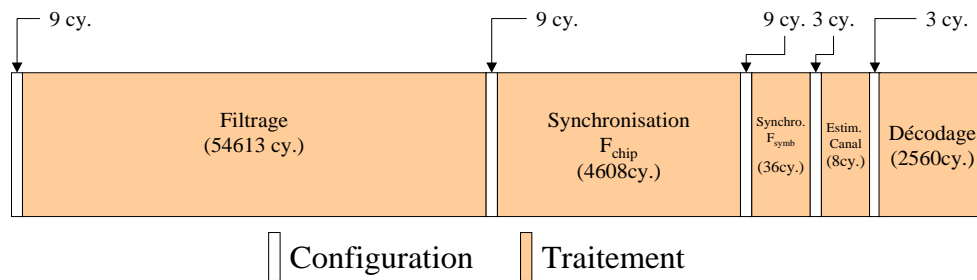 9 cy.
9 cy.
9 cy.
3 cy.
3 cy.
Filtrage
(54613 cy.)
Synchronisation
Fchip
(4608cy.)
Synchro.
Fsymb
(36cy.)
Estim.
Canal
(8cy.)
Décodage
(2560cy.)
Configuration
Traitement